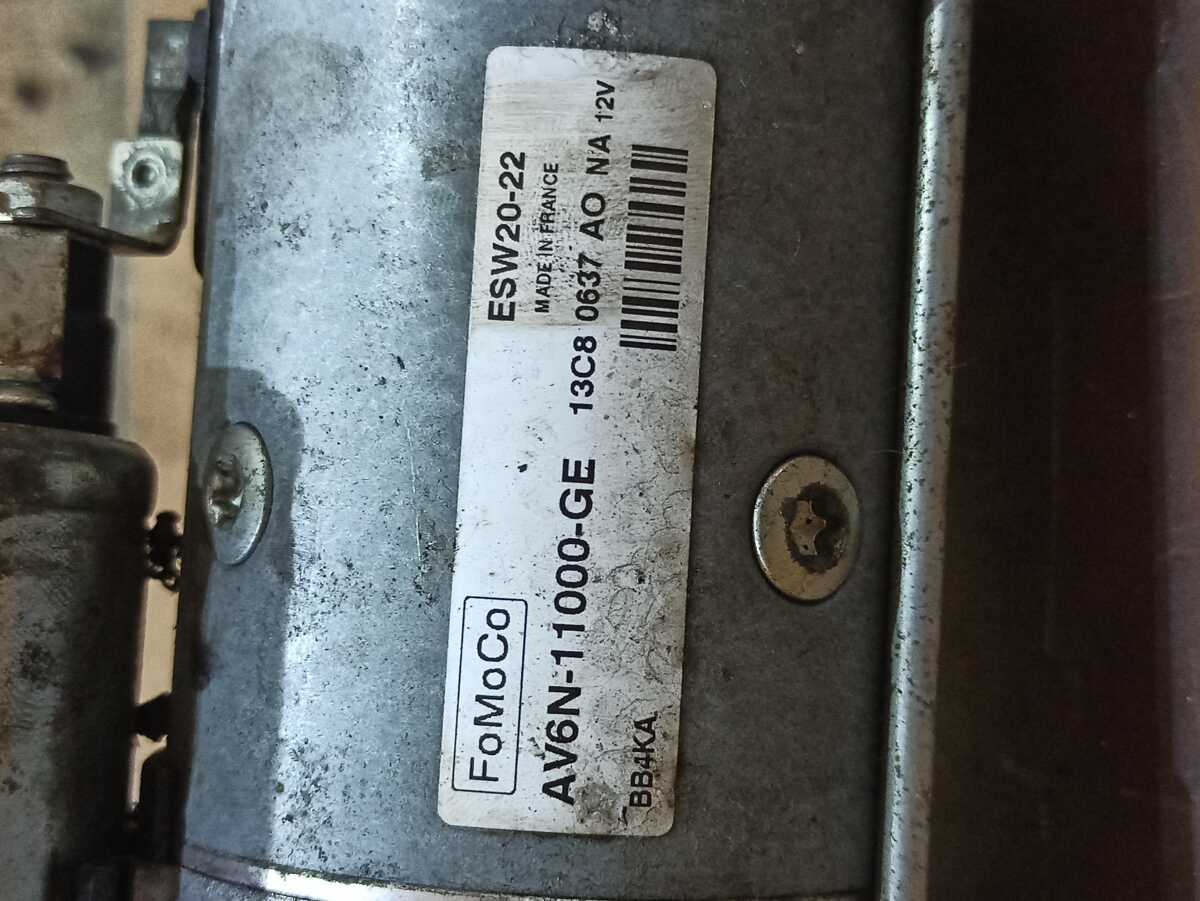 FoMoCo
ESW20-22
MADE IN FRANCE
AV6N-11000-GE
13C8 0637 AO NA 12V
BB4KA